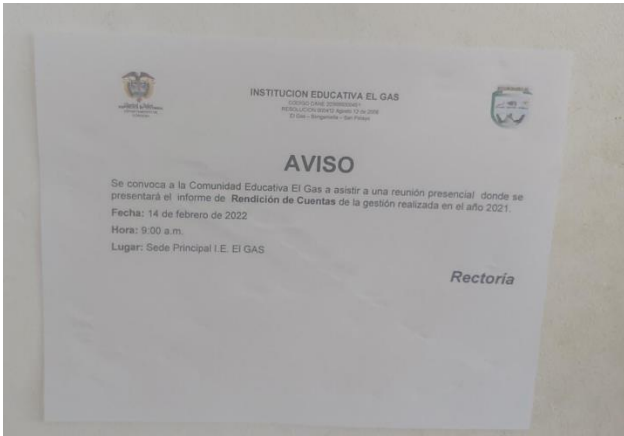 INSTITUCION EDUCATIVA EL GAS
AVISO
Se convoca a la Comunidad Educativa El Gas a asistir a una reunión presencial donde se
presentará el informe de Rendición de Cuentas de la gestión realizada en el año 2021.
Fecha: 14 de febrero de 2022
Hora: 9:00 a.m.
Lugar: Sede Principal I.E. El GAS
Rectoría